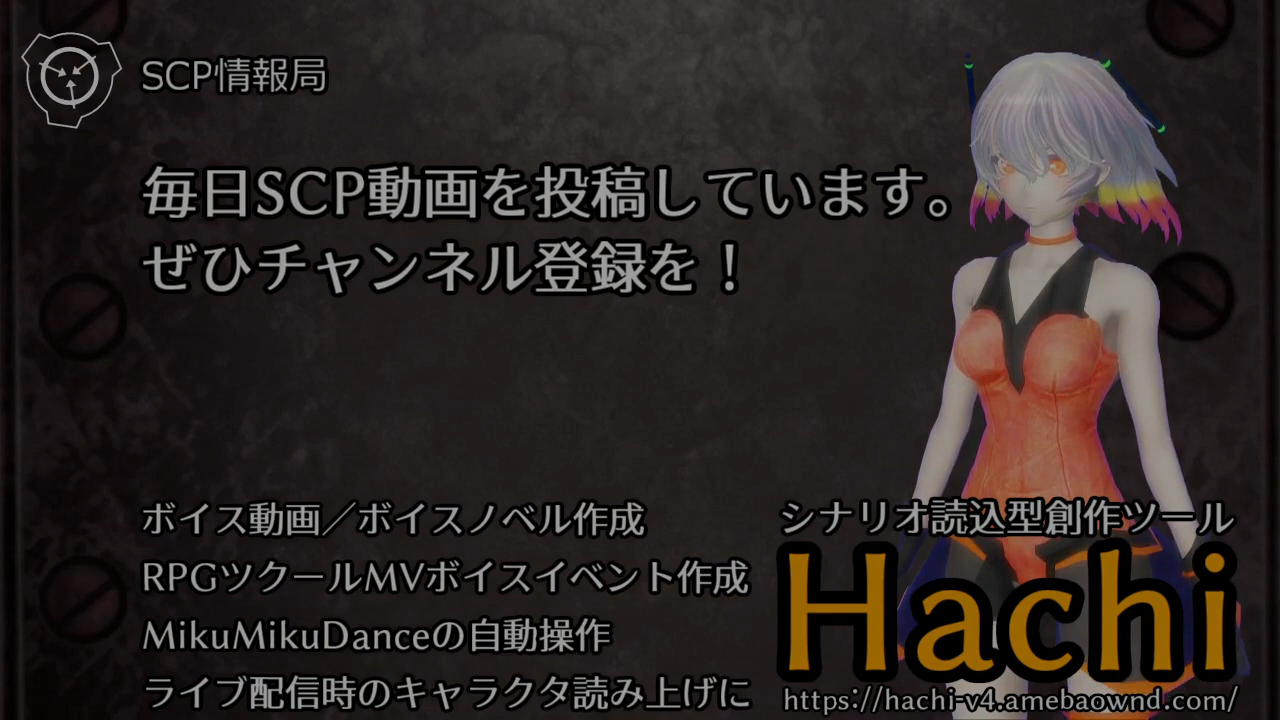 SCP情報局
毎日SCP動画を投稿しています。
ぜひチャンネル登録を！
ボイス動画／ボイスノベル作成
RPGツクールMVボイスイベント作成
MikuMikuDanceの自動操作
ライブ配信時のキャラクタ読み上げに
シナリオ読込型創作ツール
Hachi
https://hachi-v4.amebaownd.com/